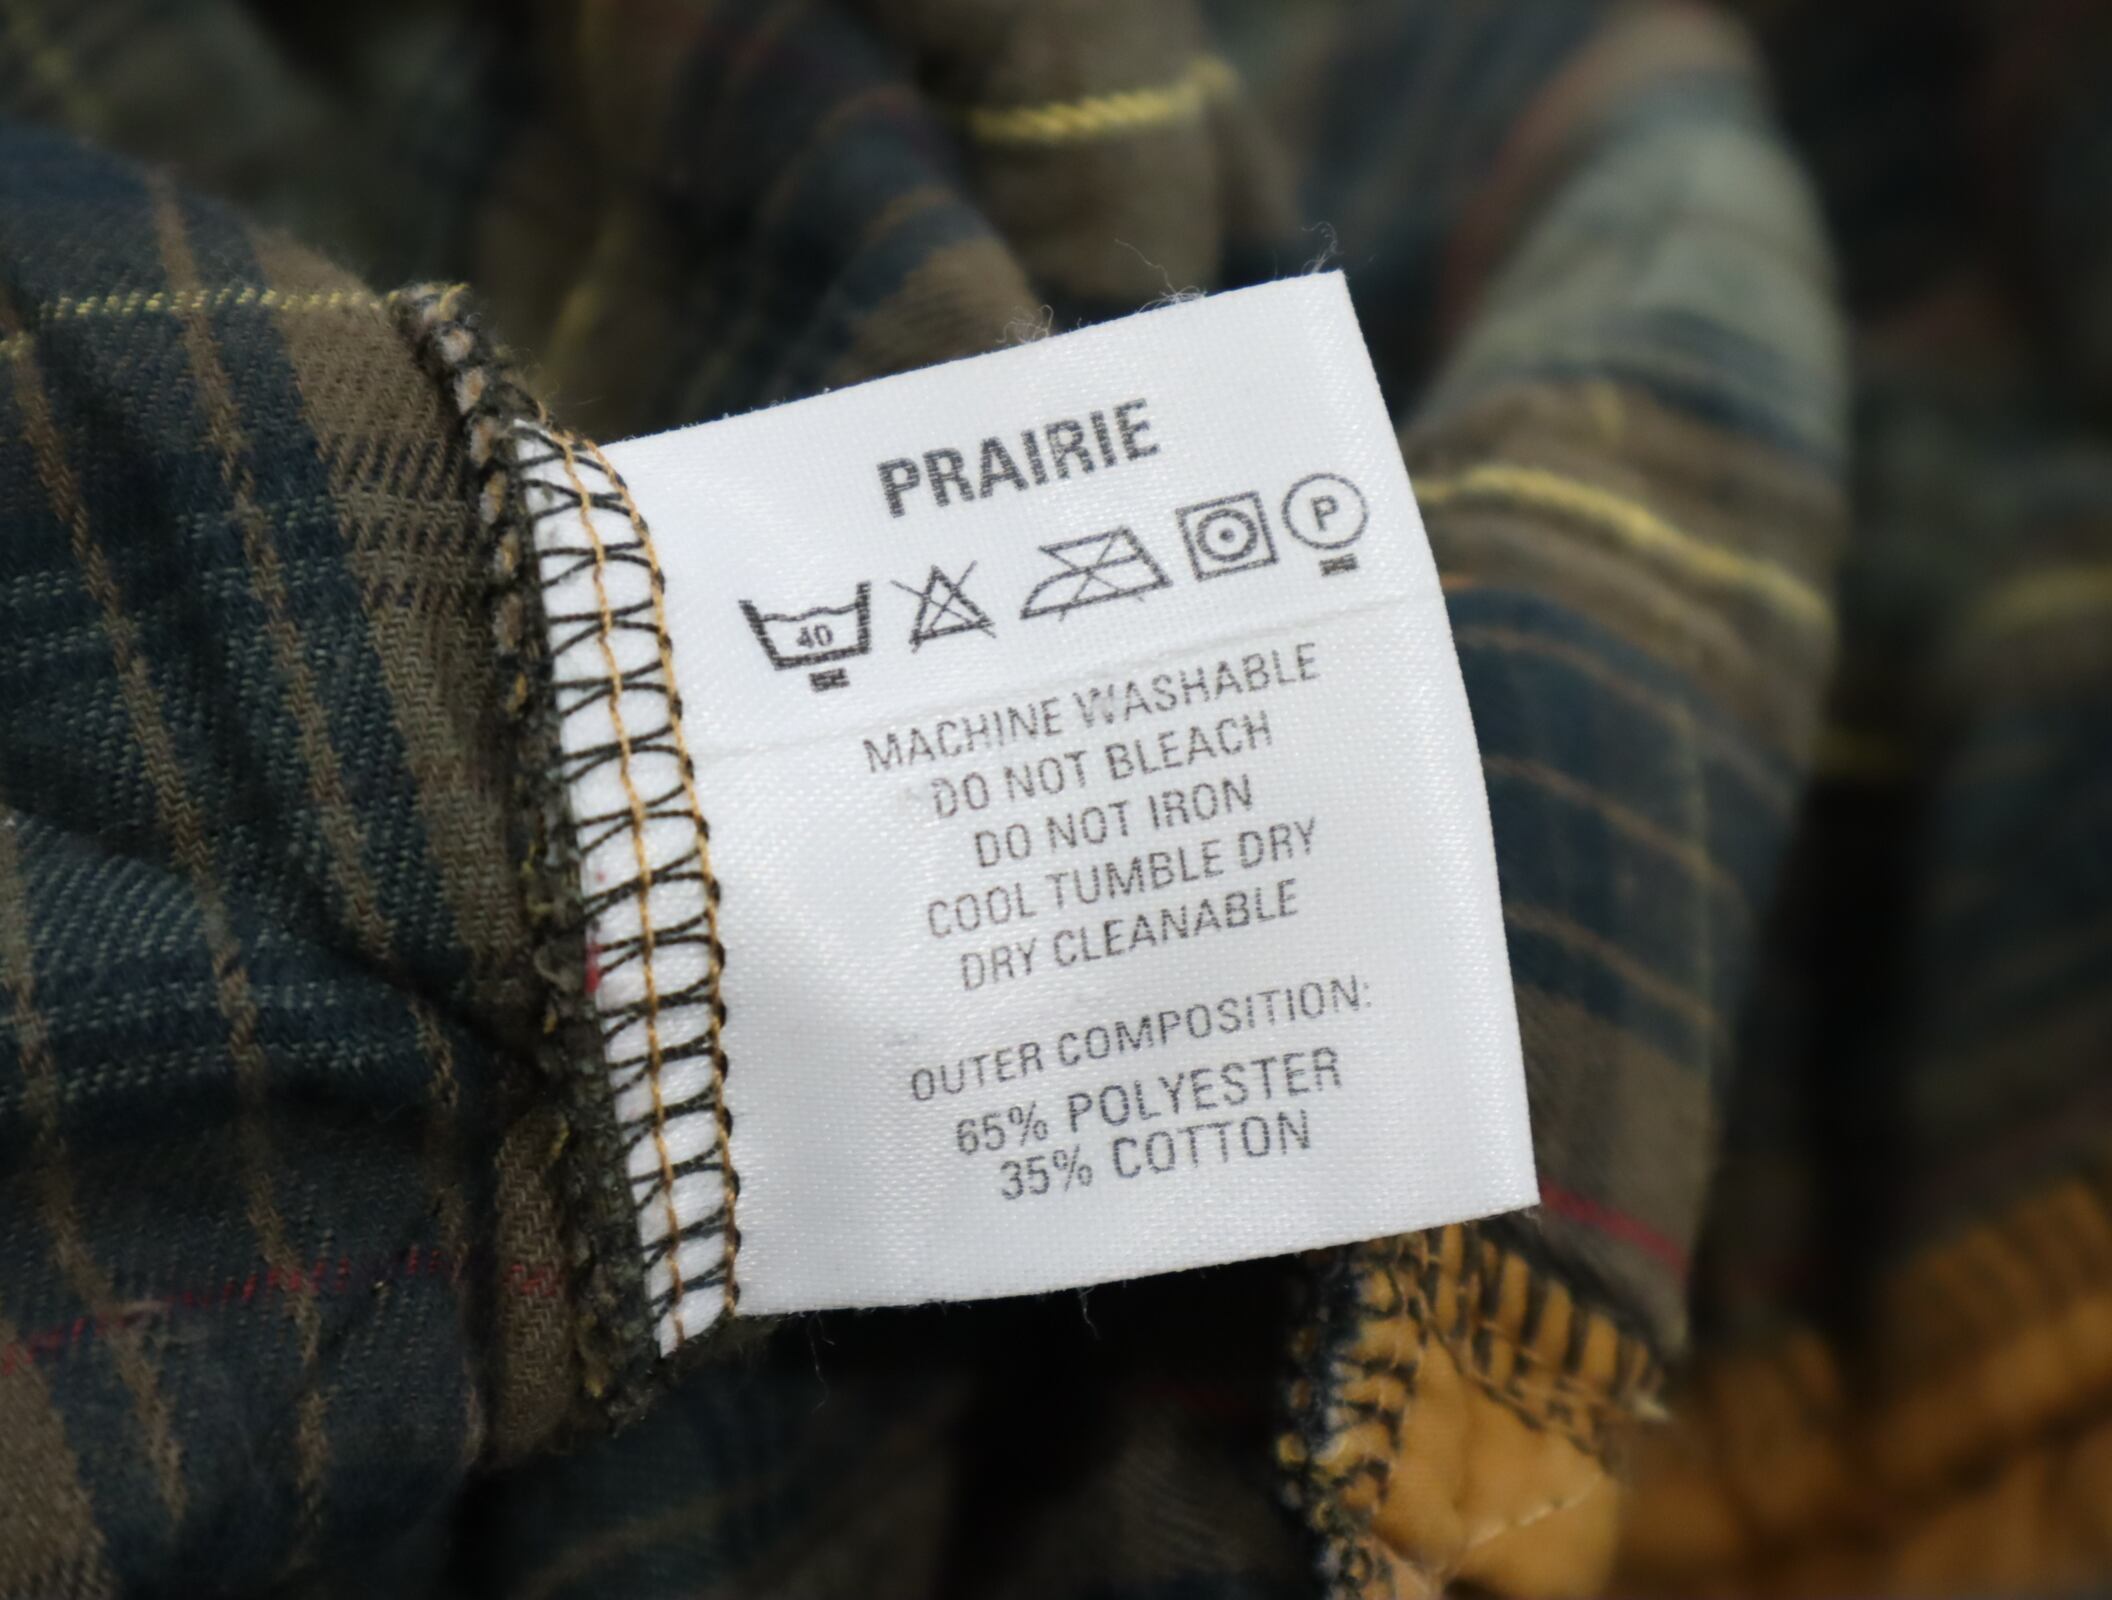 PRAIRIE
40 P
MACHINE WASHABLE
DO NOT BLEACH
DO NOT IRON
COOL TUMBLE DRY
DRY CLEANABLE
OUTER COMPOSITION:
65% POLYESTER
35% COTTON